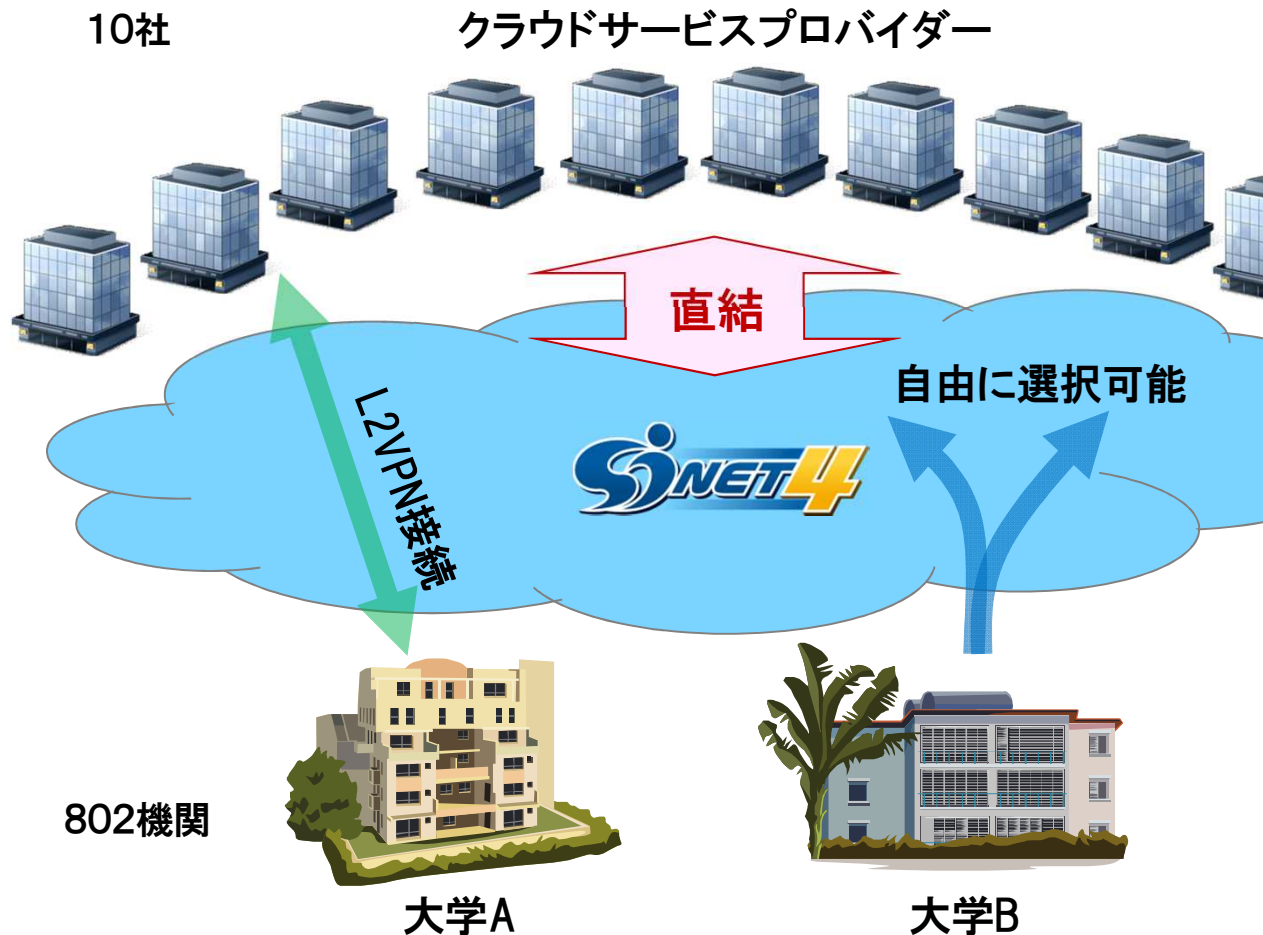 10社
クラウドサービスプロバイダー
直結
自由に選択可能
L2VPN接続
SINET4
802機関
大学A
大学B